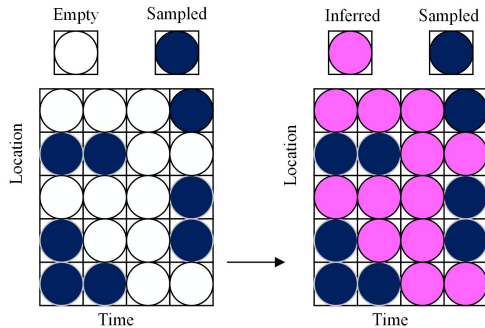 Empty Sampled
Inferred Sampled
Location
Location
Time
Time